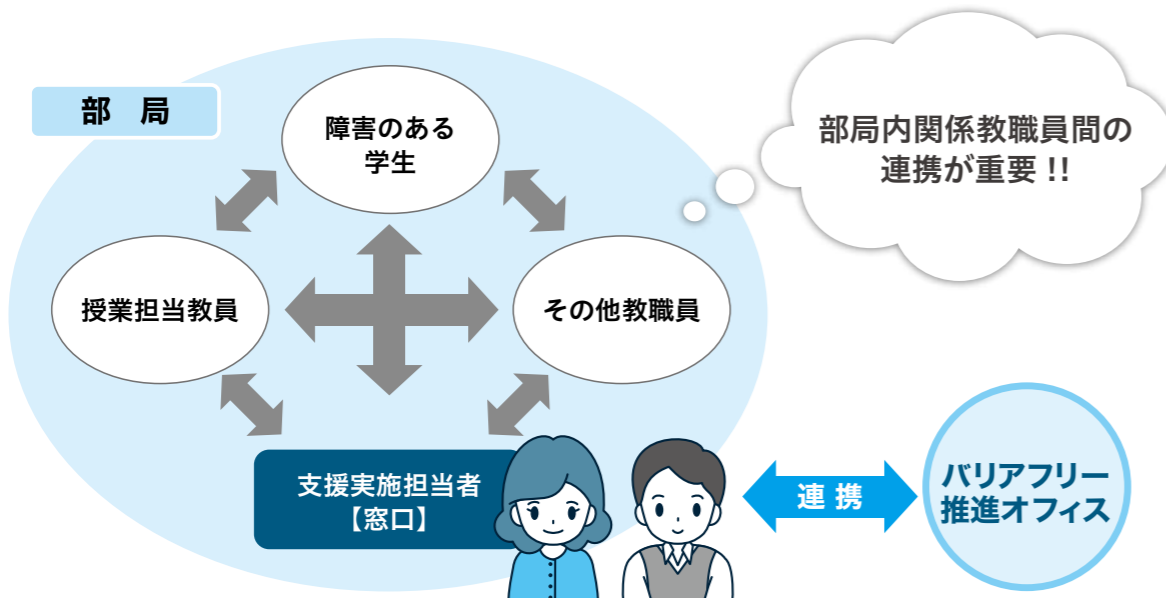 部　局
障害のある
学生
部局内関係教職員間の
連携が重要 !!
授業担当教員
その他教職員
支援実施担当者
【窓口】
連 携
バリアフリー
推進オフィス